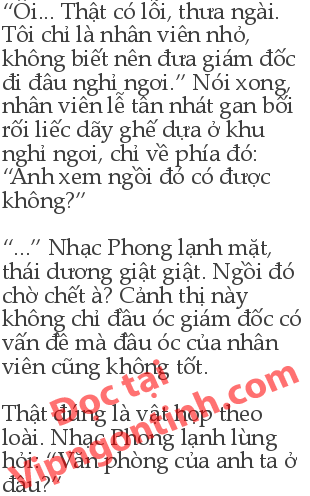 “Ôi... Thật có lỗi, thưa ngài.
Tôi chỉ là nhân viên nhỏ,
không biết nên đưa giám đốc
đi đâu nghỉ ngơi.” Nói xong,
nhân viên lễ tân nhát gan bối
rối liếc dãy ghế dựa ở khu
nghỉ ngơi, chỉ về phía đó:
“Anh xem ngồi đó có được
không?”
“...” Nhạc Phong lạnh mặt,
thái dương giật giật. Ngồi đó
chờ chết à? Cảnh thị này
không chỉ đầu óc giám đốc có
vấn đề mà đầu óc của nhân
viên cũng không tốt.
Thật đúng là vật họp theo
loài. Nhạc Phong lạnh lùng
hỏi: “Văn phòng của anh ta ở
đâu?”
Đọc tại
Vipngontinh.com